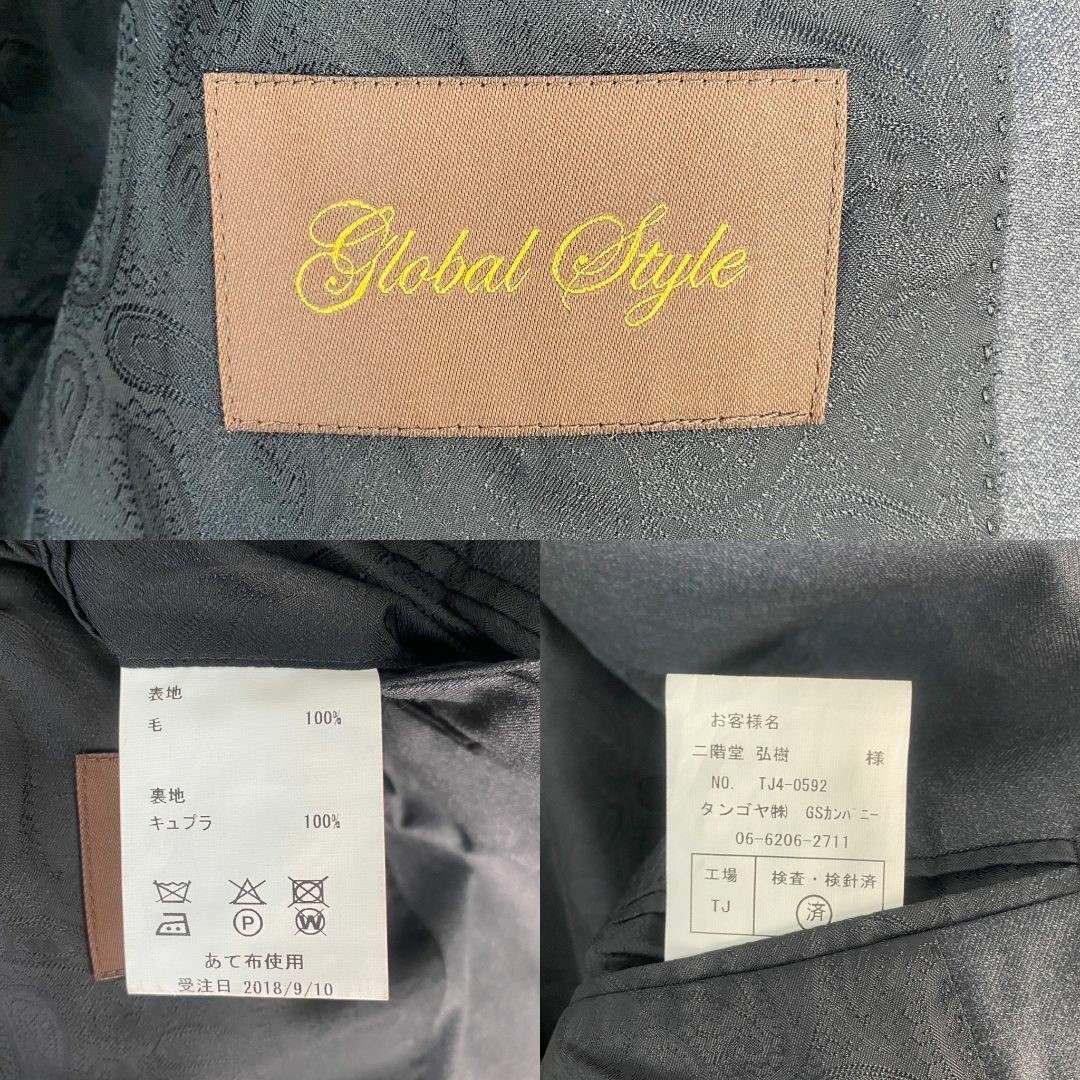 Global Style
表地
毛 100%
裏地
キュプラ 100%
P
W
あて布使用
受注日 2018/9/10
お客様名
二階堂 弘樹 様
NO. TJ4-0592
タンゴヤ㈱ GSｶﾝﾊﾟﾆｰ
06-6206-2711
工場 検査・検針済
TJ 済